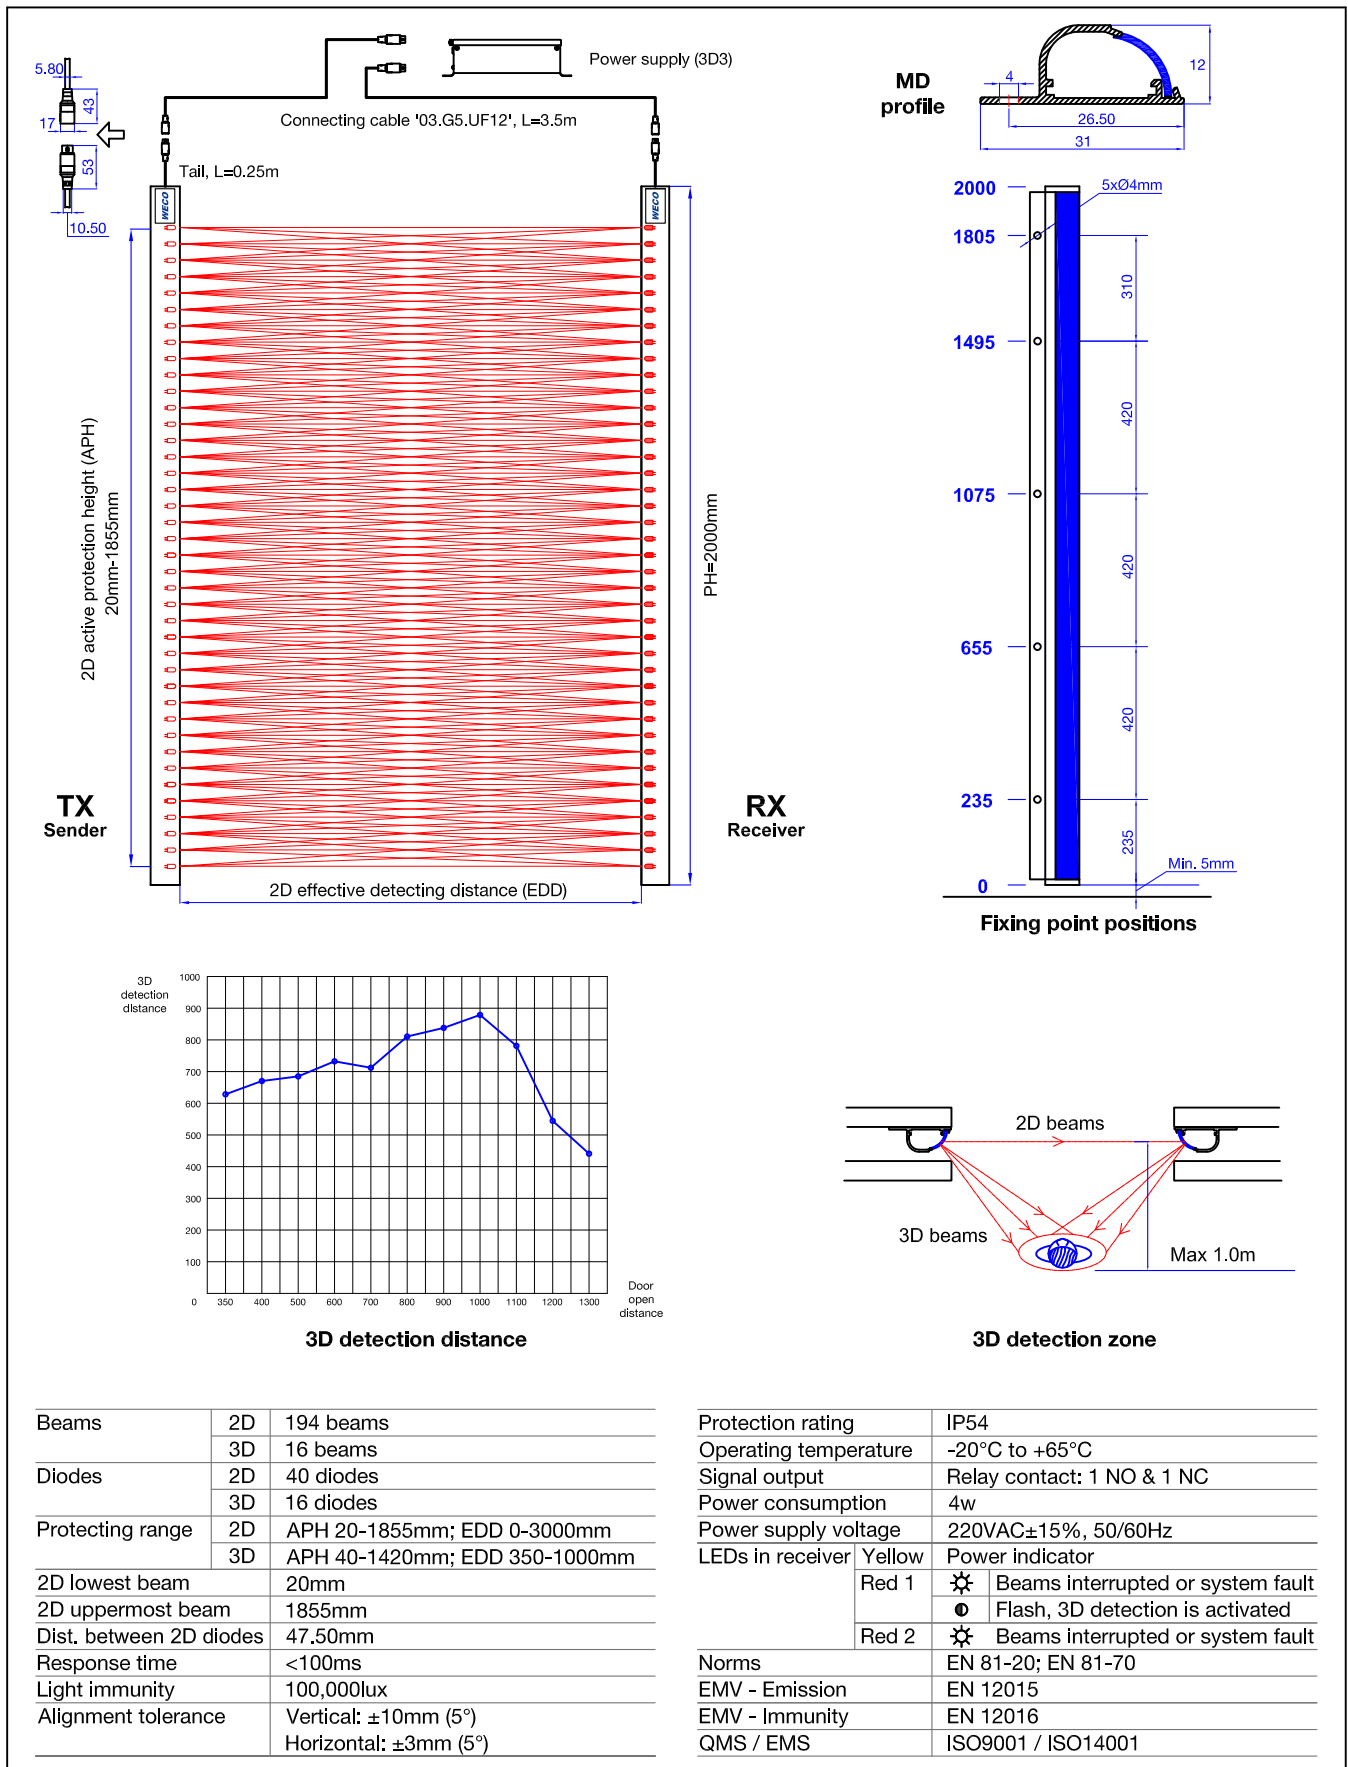 5.80
43
17
53
10.50
Power supply (3D3)
Connecting cable '03.G5.UF12', L=3.5m
Tail, L=0.25m
WECO
WECO
2D active protection height (APH)
20mm-1855mm
PH=2000mm
TX
Sender
RX
Receiver
2D effective detecting distance (EDD)
MD
profile
4
12
26.50
31
2000
5xØ4mm
1805
310
1495
420
1075
420
655
420
235
235
Min. 5mm
0
Fixing point positions
3D
detection
distance
1000
900
800
700
600
500
400
300
200
100
0 350 400 500 600 700 800 900 1000 1100 1200 1300
Door
open
distance
3D detection distance
2D beams
3D beams
Max 1.0m
3D detection zone
Beams 2D 194 beams
3D 16 beams
Diodes 2D 40 diodes
3D 16 diodes
Protecting range 2D APH 20-1855mm; EDD 0-3000mm
3D APH 40-1420mm; EDD 350-1000mm
2D lowest beam 20mm
2D uppermost beam 1855mm
Dist. between 2D diodes 47.50mm
Response time <100ms
Light immunity 100,000lux
Alignment tolerance Vertical: ±10mm (5°)
Horizontal: ±3mm (5°)
Protection rating IP54
Operating temperature -20°C to +65°C
Signal output Relay contact: 1 NO & 1 NC
Power consumption 4w
Power supply voltage 220VAC±15%, 50/60Hz
LEDs in receiver Yellow Power indicator
Red 1 Beams interrupted or system fault
Flash, 3D detection is activated
Red 2 Beams interrupted or system fault
Norms EN 81-20; EN 81-70
EMV - Emission EN 12015
EMV - Immunity EN 12016
QMS / EMS ISO9001 / ISO14001